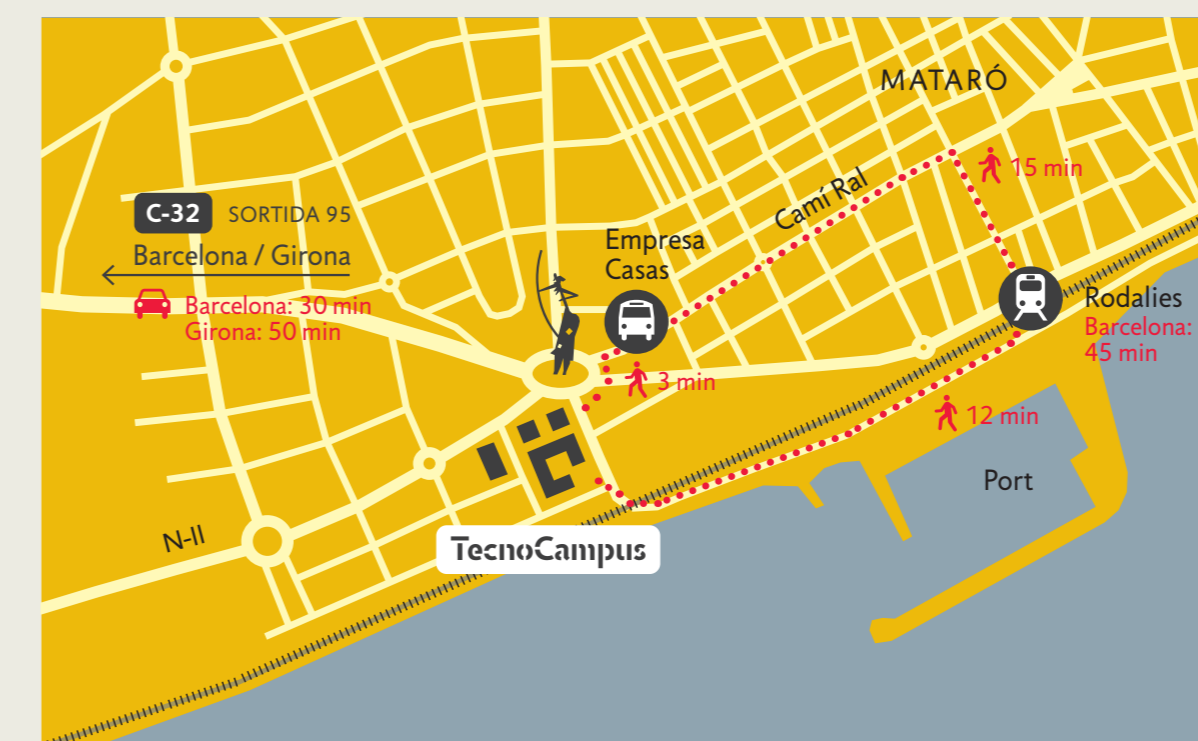 MATARÓ
15 min
Camí Ral
C-32 SORTIDA 95
Barcelona / Girona
Barcelona: 30 min
Girona: 50 min
Empresa
Casas
3 min
Rodalies
Barcelona:
45 min
12 min
Port
N-II
TecnoCampus